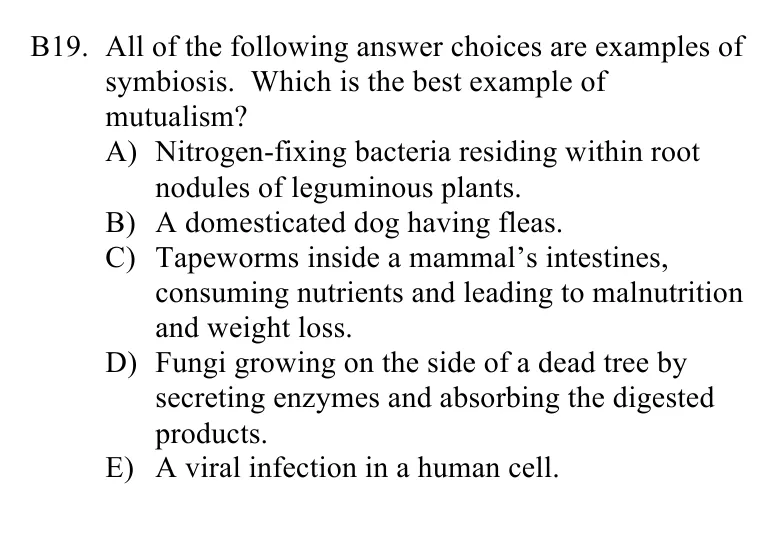 B19. All of the following answer choices are examples of
symbiosis. Which is the best example of
mutualism?
A) Nitrogen-fixing bacteria residing within root
nodules of leguminous plants.
B) A domesticated dog having fleas.
C) Tapeworms inside a mammal’s intestines,
consuming nutrients and leading to malnutrition
and weight loss.
D) Fungi growing on the side of a dead tree by
secreting enzymes and absorbing the digested
products.
E) A viral infection in a human cell.